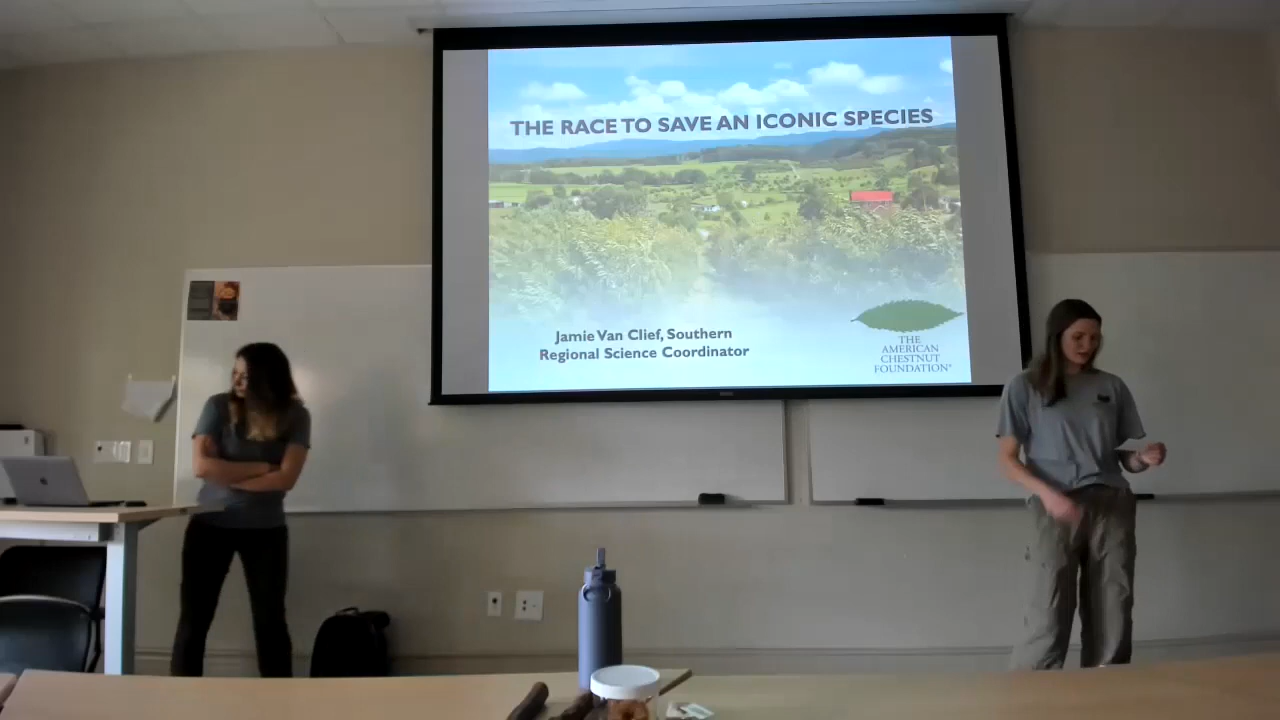 THE RACE TO SAVE AN ICONIC SPECIES
Jamie Van Clief, Southern
Regional Science Coordinator
THE
AMERICAN
CHESTNUT
FOUNDATION®